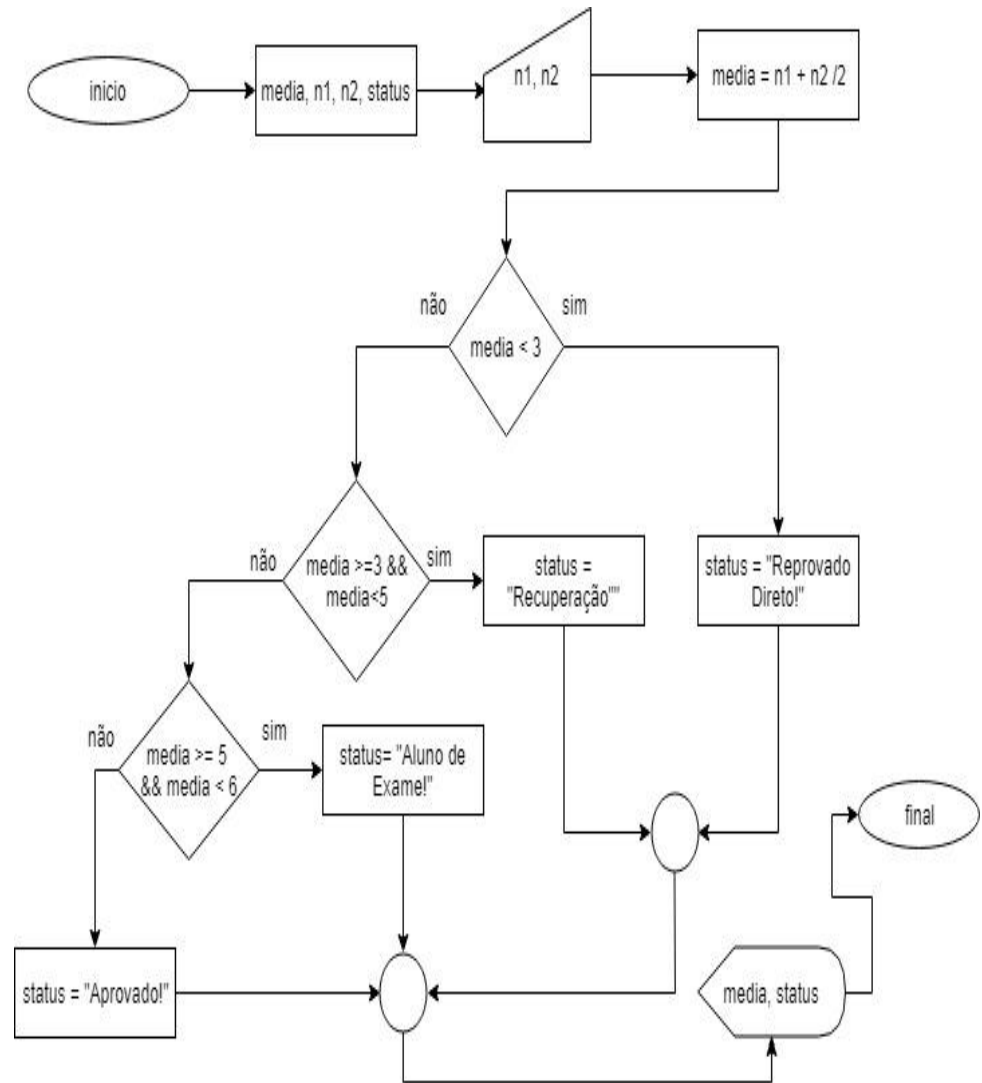 inicio
media, n1, n2, status
n1, n2
media = n1 + n2 /2
não
sim
media < 3
não
media >=3 &&
media<5
sim
status =
"Recuperação""
status = "Reprovado
Direto!"
não
media >= 5
&& media < 6
sim
status= "Aluno de
Exame!"
final
status = "Aprovado!"
media, status